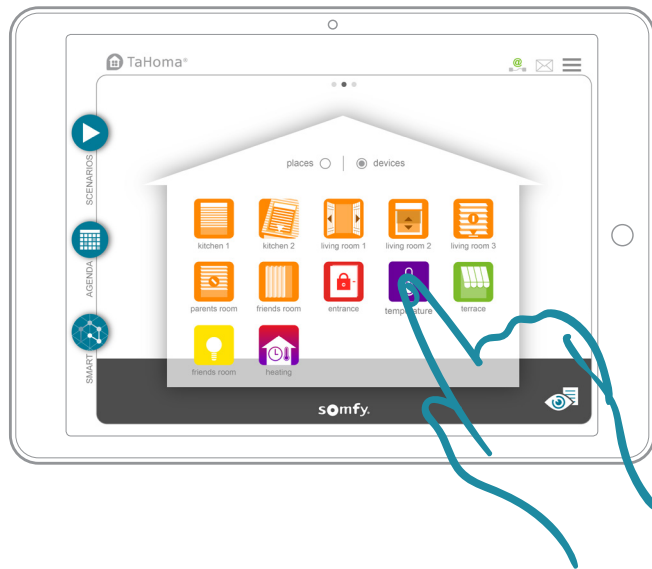 TaHoma®
@
places
devices
SCENARIOS
kitchen 1
kitchen 2
living room 1
living room 2
living room 3
AGENDA
parents room
friends room
entrance
temperature
terrace
SMART
friends room
heating
somfy.